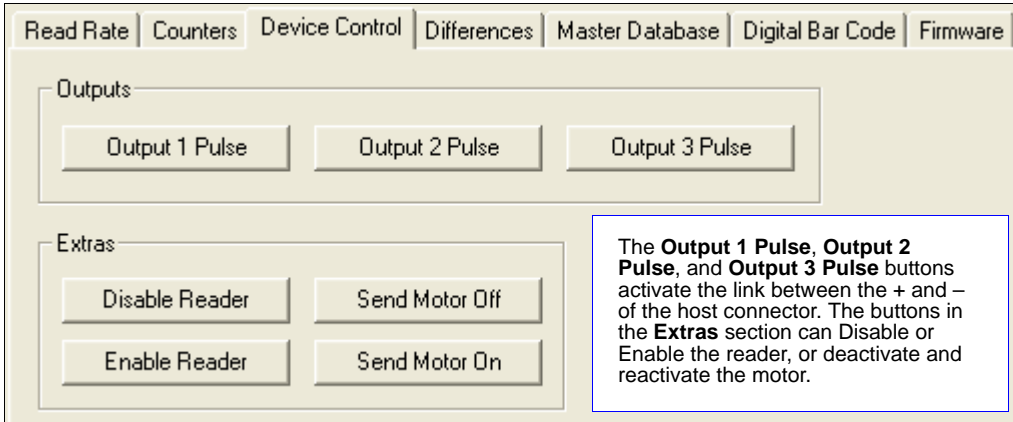 Read Rate Counters Device Control Differences Master Database Digital Bar Code Firmware
Outputs
Output 1 Pulse Output 2 Pulse Output 3 Pulse
Extras
Disable Reader Send Motor Off
Enable Reader Send Motor On
The Output 1 Pulse, Output 2
Pulse, and Output 3 Pulse buttons
activate the link between the + and –
of the host connector. The buttons in
the Extras section can Disable or
Enable the reader, or deactivate and
reactivate the motor.